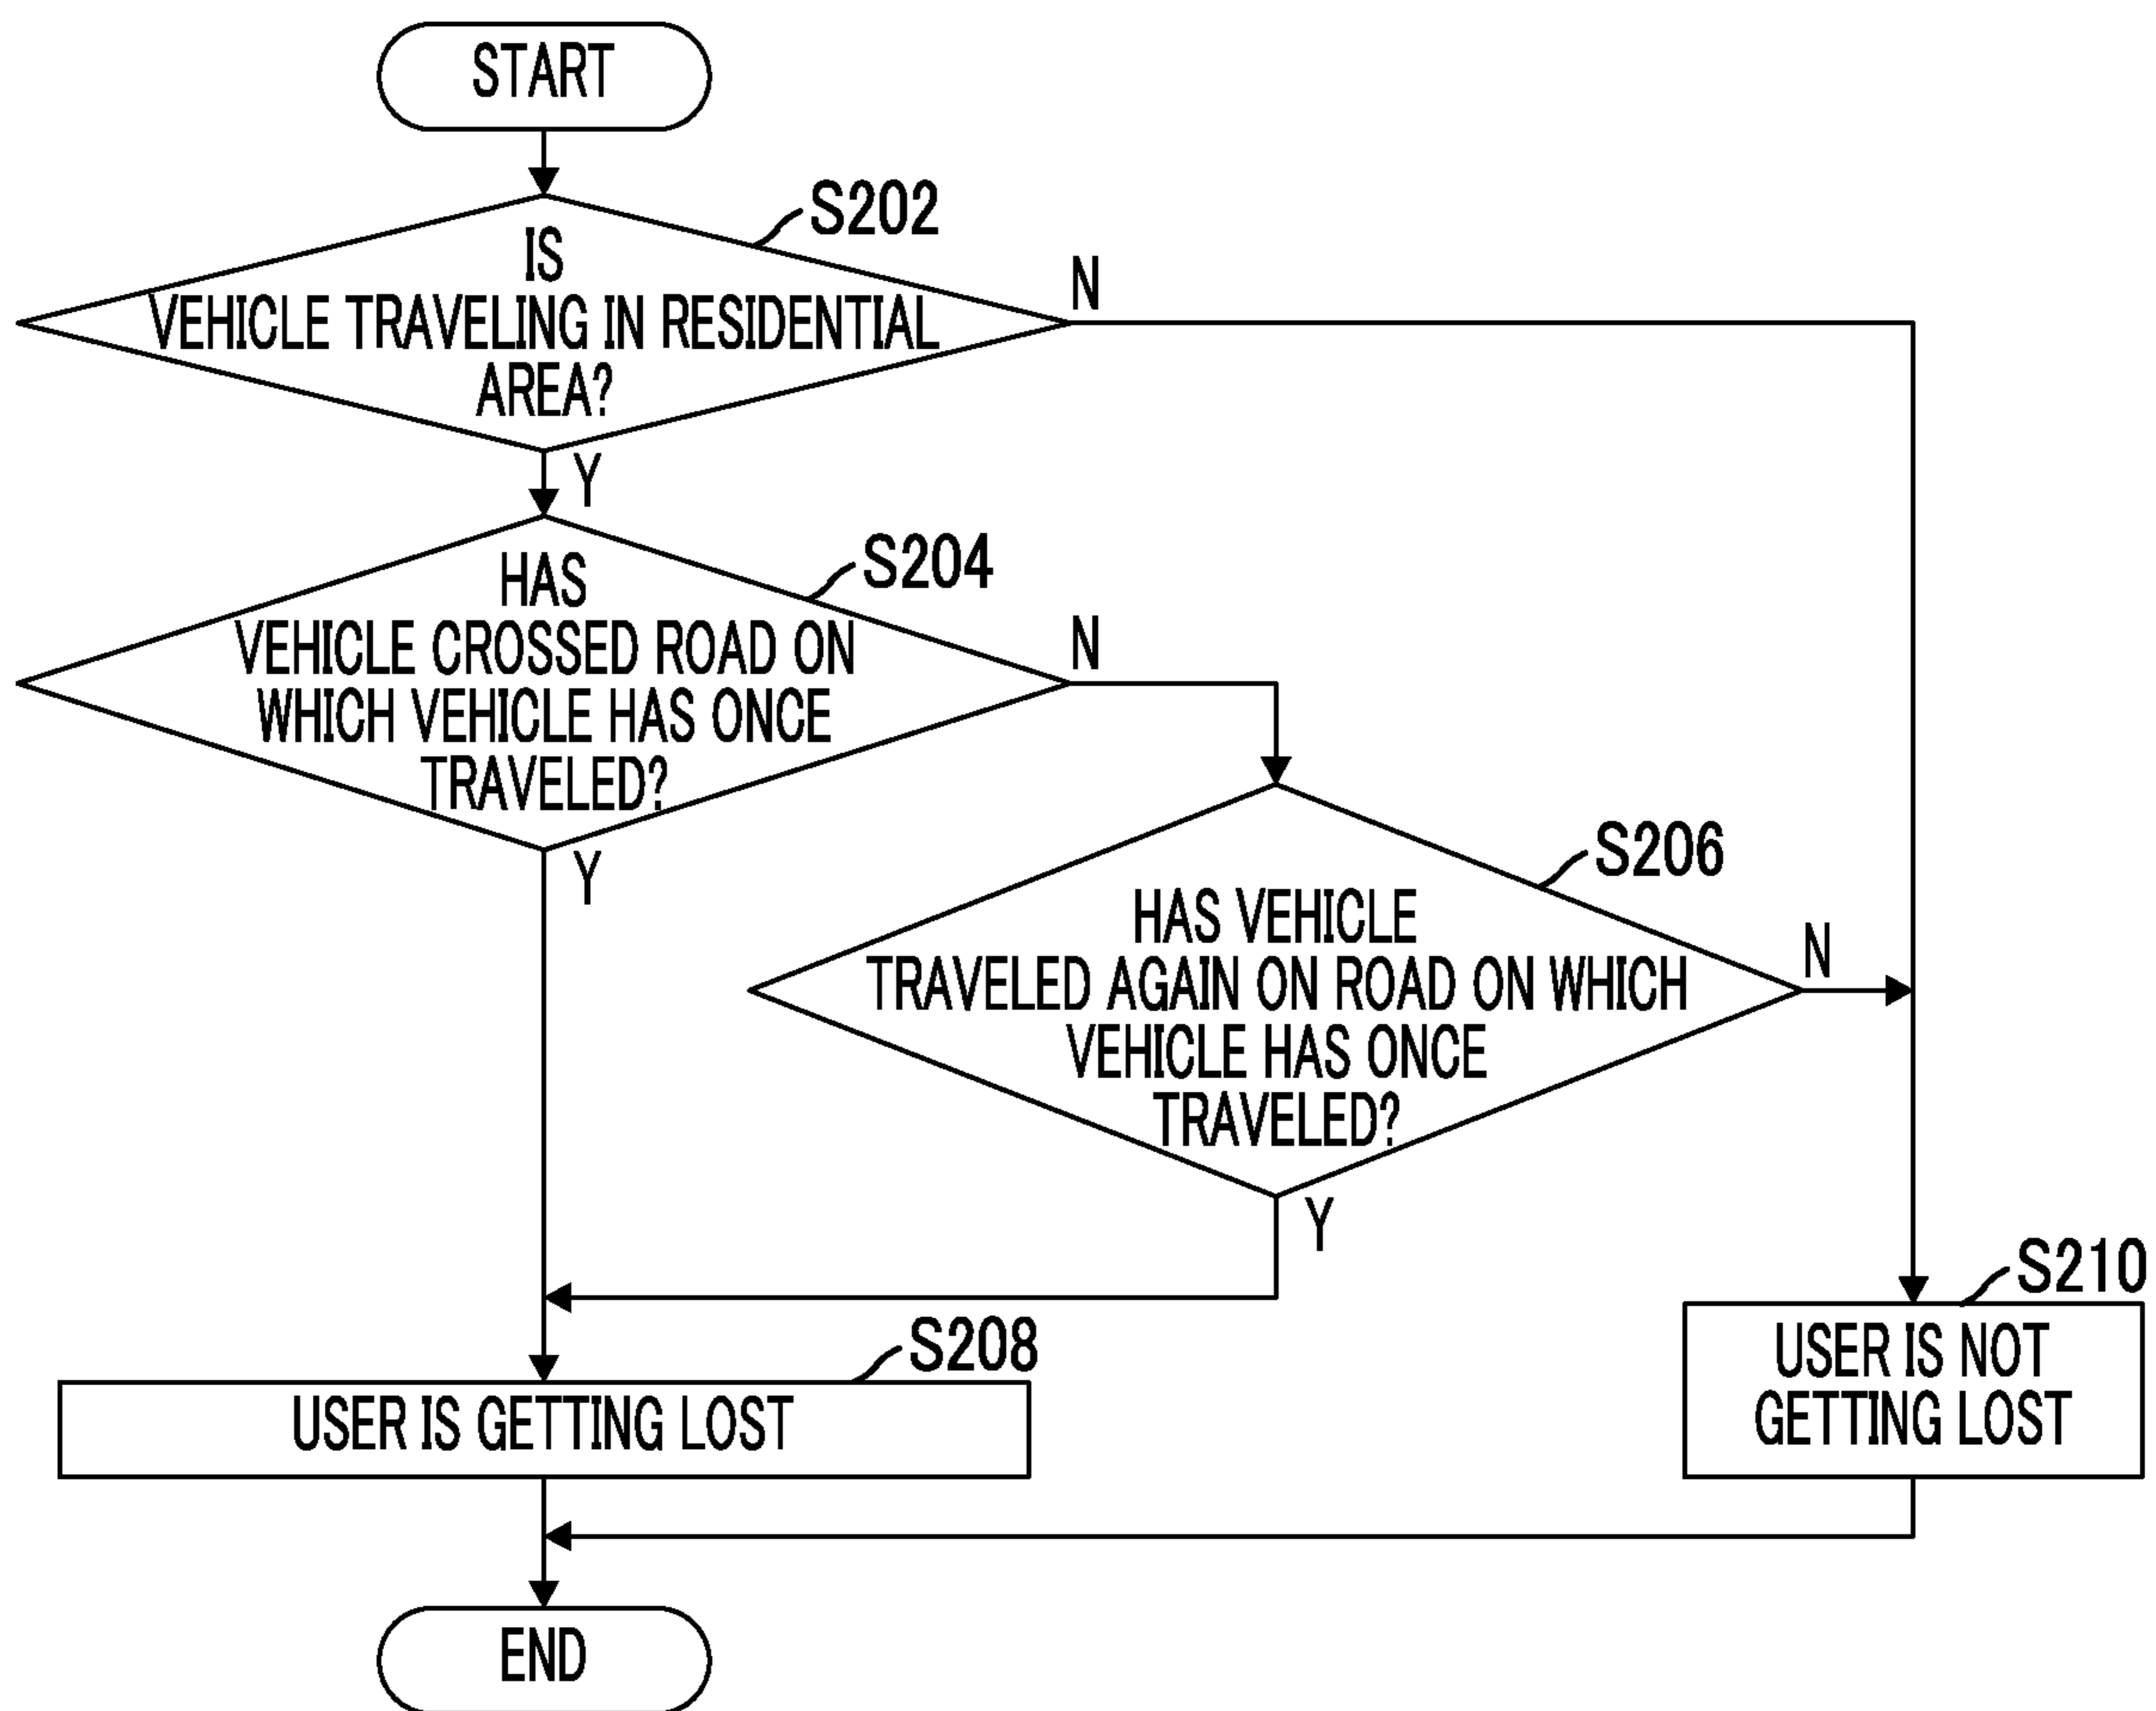 START
S202
IS
VEHICLE TRAVELING IN RESIDENTIAL
AREA?
N
Y
S204
HAS
VEHICLE CROSSED ROAD ON
WHICH VEHICLE HAS ONCE
TRAVELED?
N
Y
S206
HAS VEHICLE
TRAVELED AGAIN ON ROAD ON WHICH
VEHICLE HAS ONCE
TRAVELED?
N
Y
S208
USER IS GETTING LOST
S210
USER IS NOT
GETTING LOST
END